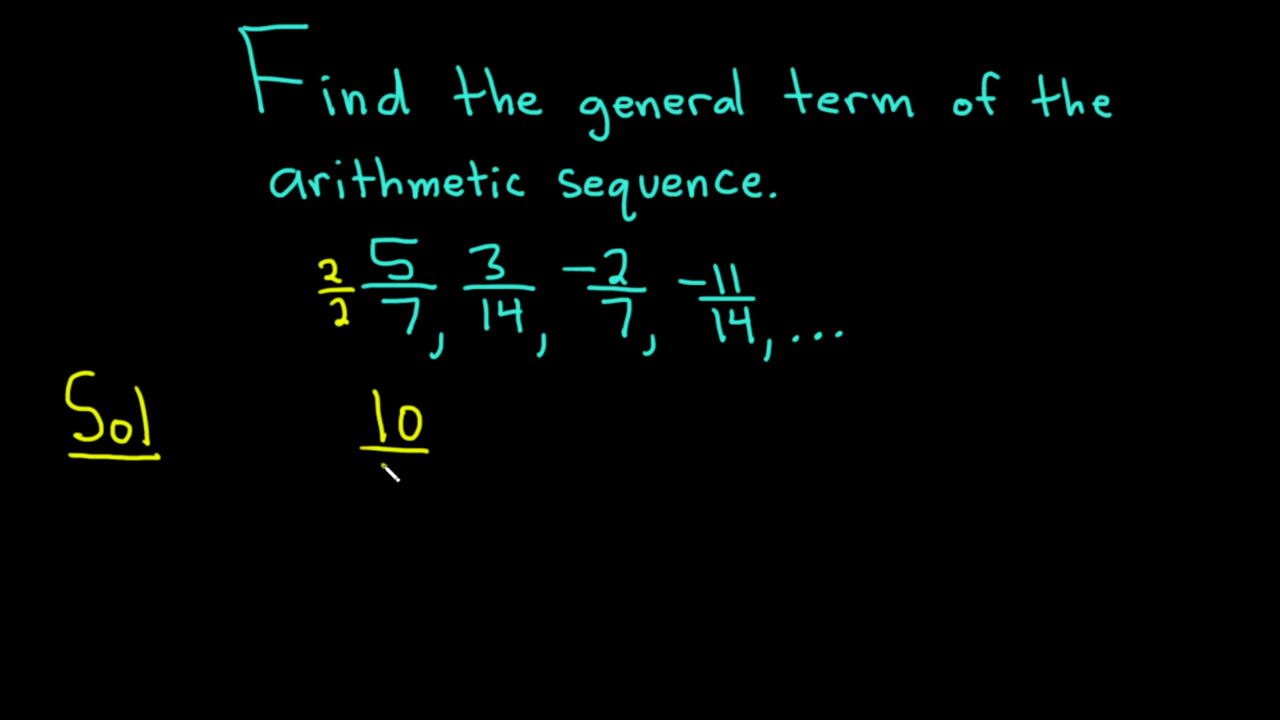 Find the general term of the
arithmetic sequence.
2/2 5/7, 3/14, -2/7, -11/14, ...
Sol 10